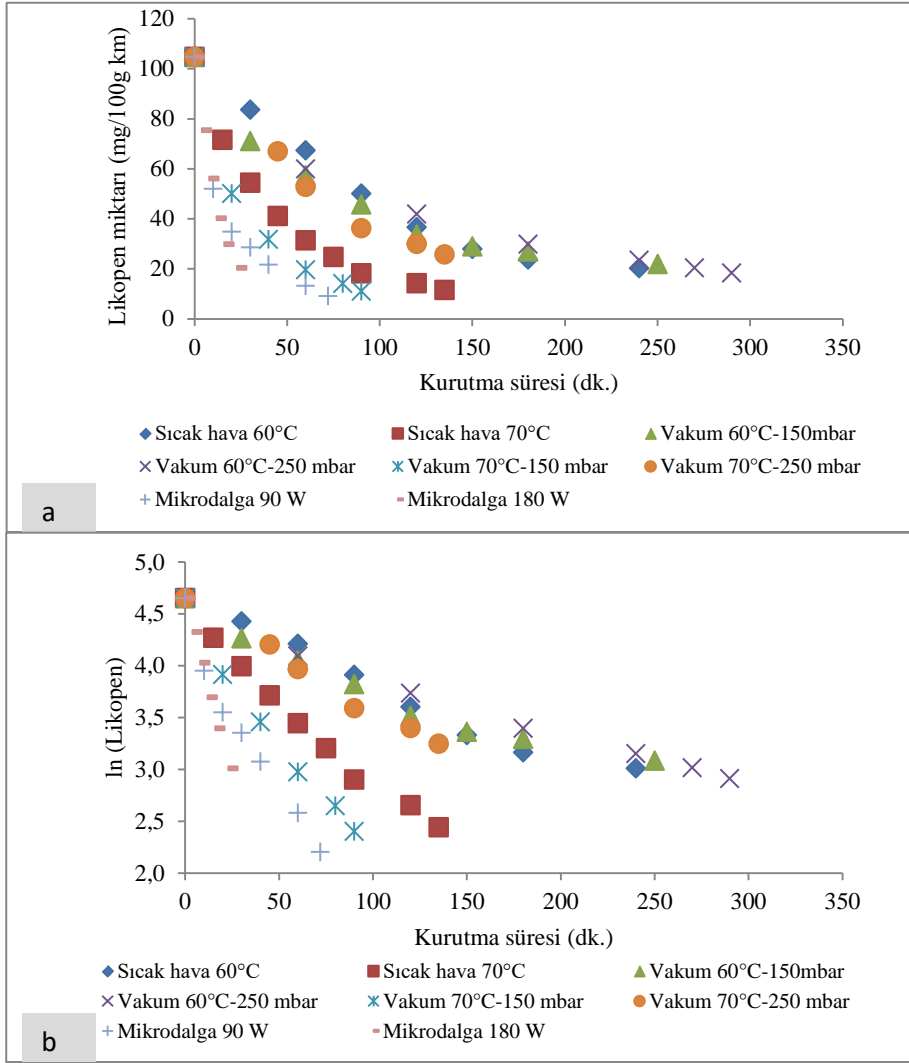 120
100
80
60
40
20
0
Likopen miktarı (mg/100g km)
0 50 100 150 200 250 300 350
Kurutma süresi (dk.)
Sıcak hava 60°C Sıcak hava 70°C Vakum 60°C-150mbar
Vakum 60°C-250 mbar Vakum 70°C-150 mbar Vakum 70°C-250 mbar
Mikrodalga 90 W Mikrodalga 180 W
a
5,0
4,5
4,0
3,5
3,0
2,5
2,0
ln (Likopen)
0 50 100 150 200 250 300 350
Kurutma süresi (dk.)
Sıcak hava 60°C Sıcak hava 70°C Vakum 60°C-150mbar
Vakum 60°C-250 mbar Vakum 70°C-150 mbar Vakum 70°C-250 mbar
Mikrodalga 90 W Mikrodalga 180 W
b